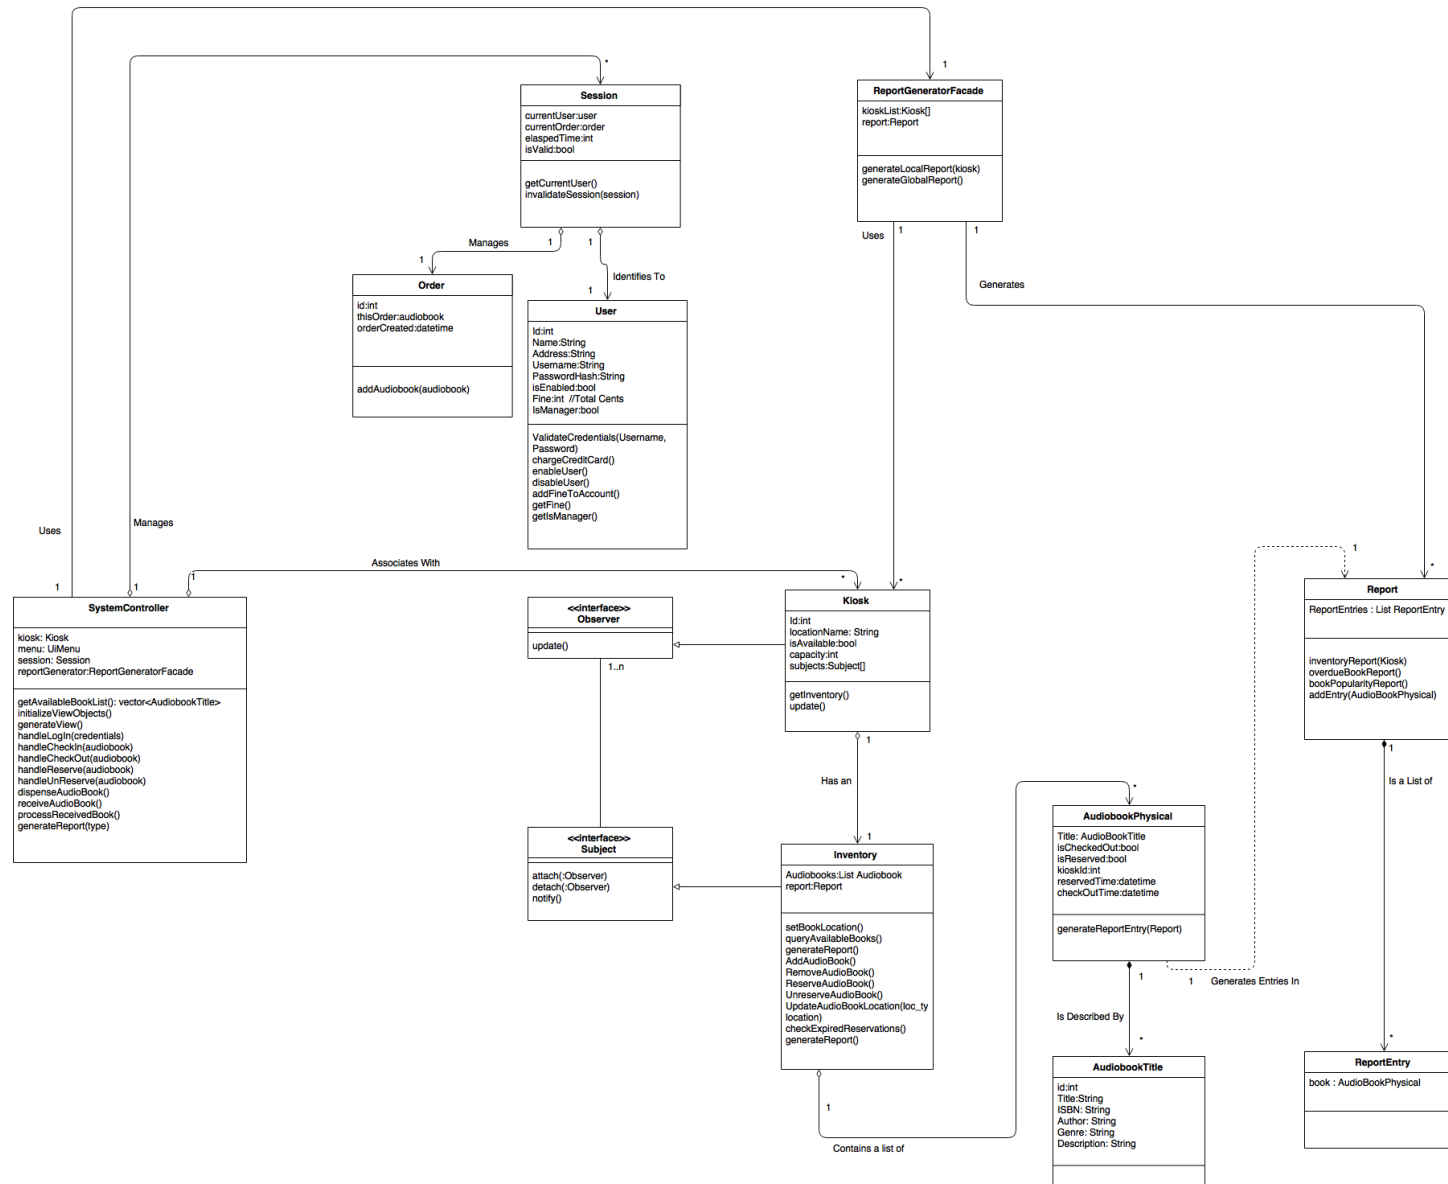 *
1
Session
currentUser:user
currentOrder:order
elaspedTime:int
isValid:bool
getCurrentUser()
invalidateSession(session)
ReportGeneratorFacade
kioskList:Kiosk[]
report:Report
generateLocalReport(kiosk)
generateGlobalReport()
Manages
1
1
1
Identifies To
1
Uses
1
1
Generates
Order
id:int
thisOrder:audiobook
orderCreated:datetime
addAudiobook(audiobook)
User
Id:int
Name:String
Address:String
Username:String
PasswordHash:String
isEnabled:bool
Fine:int //Total Cents
IsManager:bool
ValidateCredentials(Username,
Password)
chargeCreditCard()
enableUser()
disableUser()
addFineToAccount()
getFine()
getIsManager()
Uses
Manages
1
1
1
Associates With
*
*
1
*
SystemController
kiosk: Kiosk
menu: UiMenu
session: Session
reportGenerator:ReportGeneratorFacade
getAvailableBookList(): vector<AudiobookTitle>
initializeViewObjects()
generateView()
handleLogIn(credentials)
handleCheckIn(audiobook)
handleCheckOut(audiobook)
handleReserve(audiobook)
handleUnReserve(audiobook)
dispenseAudioBook()
receiveAudioBook()
processReceivedBook()
generateReport(type)
<<interface>>
Observer
update()
1..n
Kiosk
Id:int
locationName: String
isAvailable:bool
capacity:int
subjects:Subject[]
getInventory()
update()
1
Has an
1
Report
ReportEntries : List ReportEntry
inventoryReport(Kiosk)
overdueBookReport()
bookPopularityReport()
addEntry(AudioBookPhysical)
1
Is a List of
*
<<interface>>
Subject
attach(:Observer)
detach(:Observer)
notify()
Inventory
Audiobooks:List Audiobook
report:Report
setBookLocation()
queryAvailableBooks()
generateReport()
AddAudioBook()
RemoveAudioBook()
ReserveAudioBook()
UnreserveAudioBook()
UpdateAudioBookLocation(loc_ty
location)
checkExpiredReservations()
generateReport()
1
Contains a list of
*
AudiobookPhysical
Title: AudioBookTitle
isCheckedOut:bool
isReserved:bool
kioskId:int
reservedTime:datetime
checkOutTime:datetime
generateReportEntry(Report)
1
1
Generates Entries In
Is Described By
*
AudiobookTitle
id:int
Title:String
ISBN: String
Author: String
Genre: String
Description: String
ReportEntry
book : AudioBookPhysical